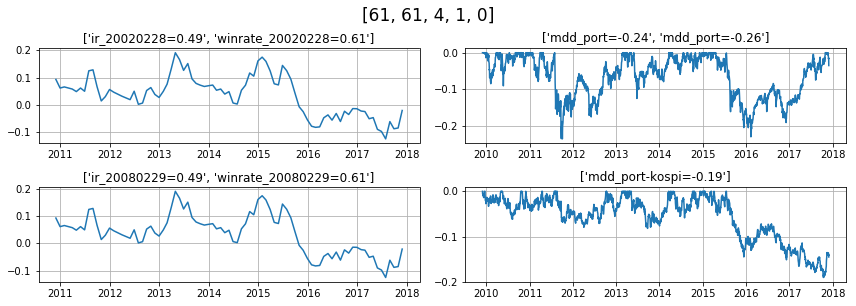 [61, 61, 4, 1, 0]
['ir_20020228=0.49', 'winrate_20020228=0.61']
0.2
0.1
0.0
−0.1
2011 2012 2013 2014 2015 2016 2017 2018
['mdd_port=-0.24', 'mdd_port=-0.26']
0.0
−0.1
−0.2
2010 2011 2012 2013 2014 2015 2016 2017 2018
['ir_20080229=0.49', 'winrate_20080229=0.61']
0.2
0.1
0.0
−0.1
2011 2012 2013 2014 2015 2016 2017 2018
['mdd_port-kospi=-0.19']
0.0
−0.1
−0.2
2010 2011 2012 2013 2014 2015 2016 2017 2018